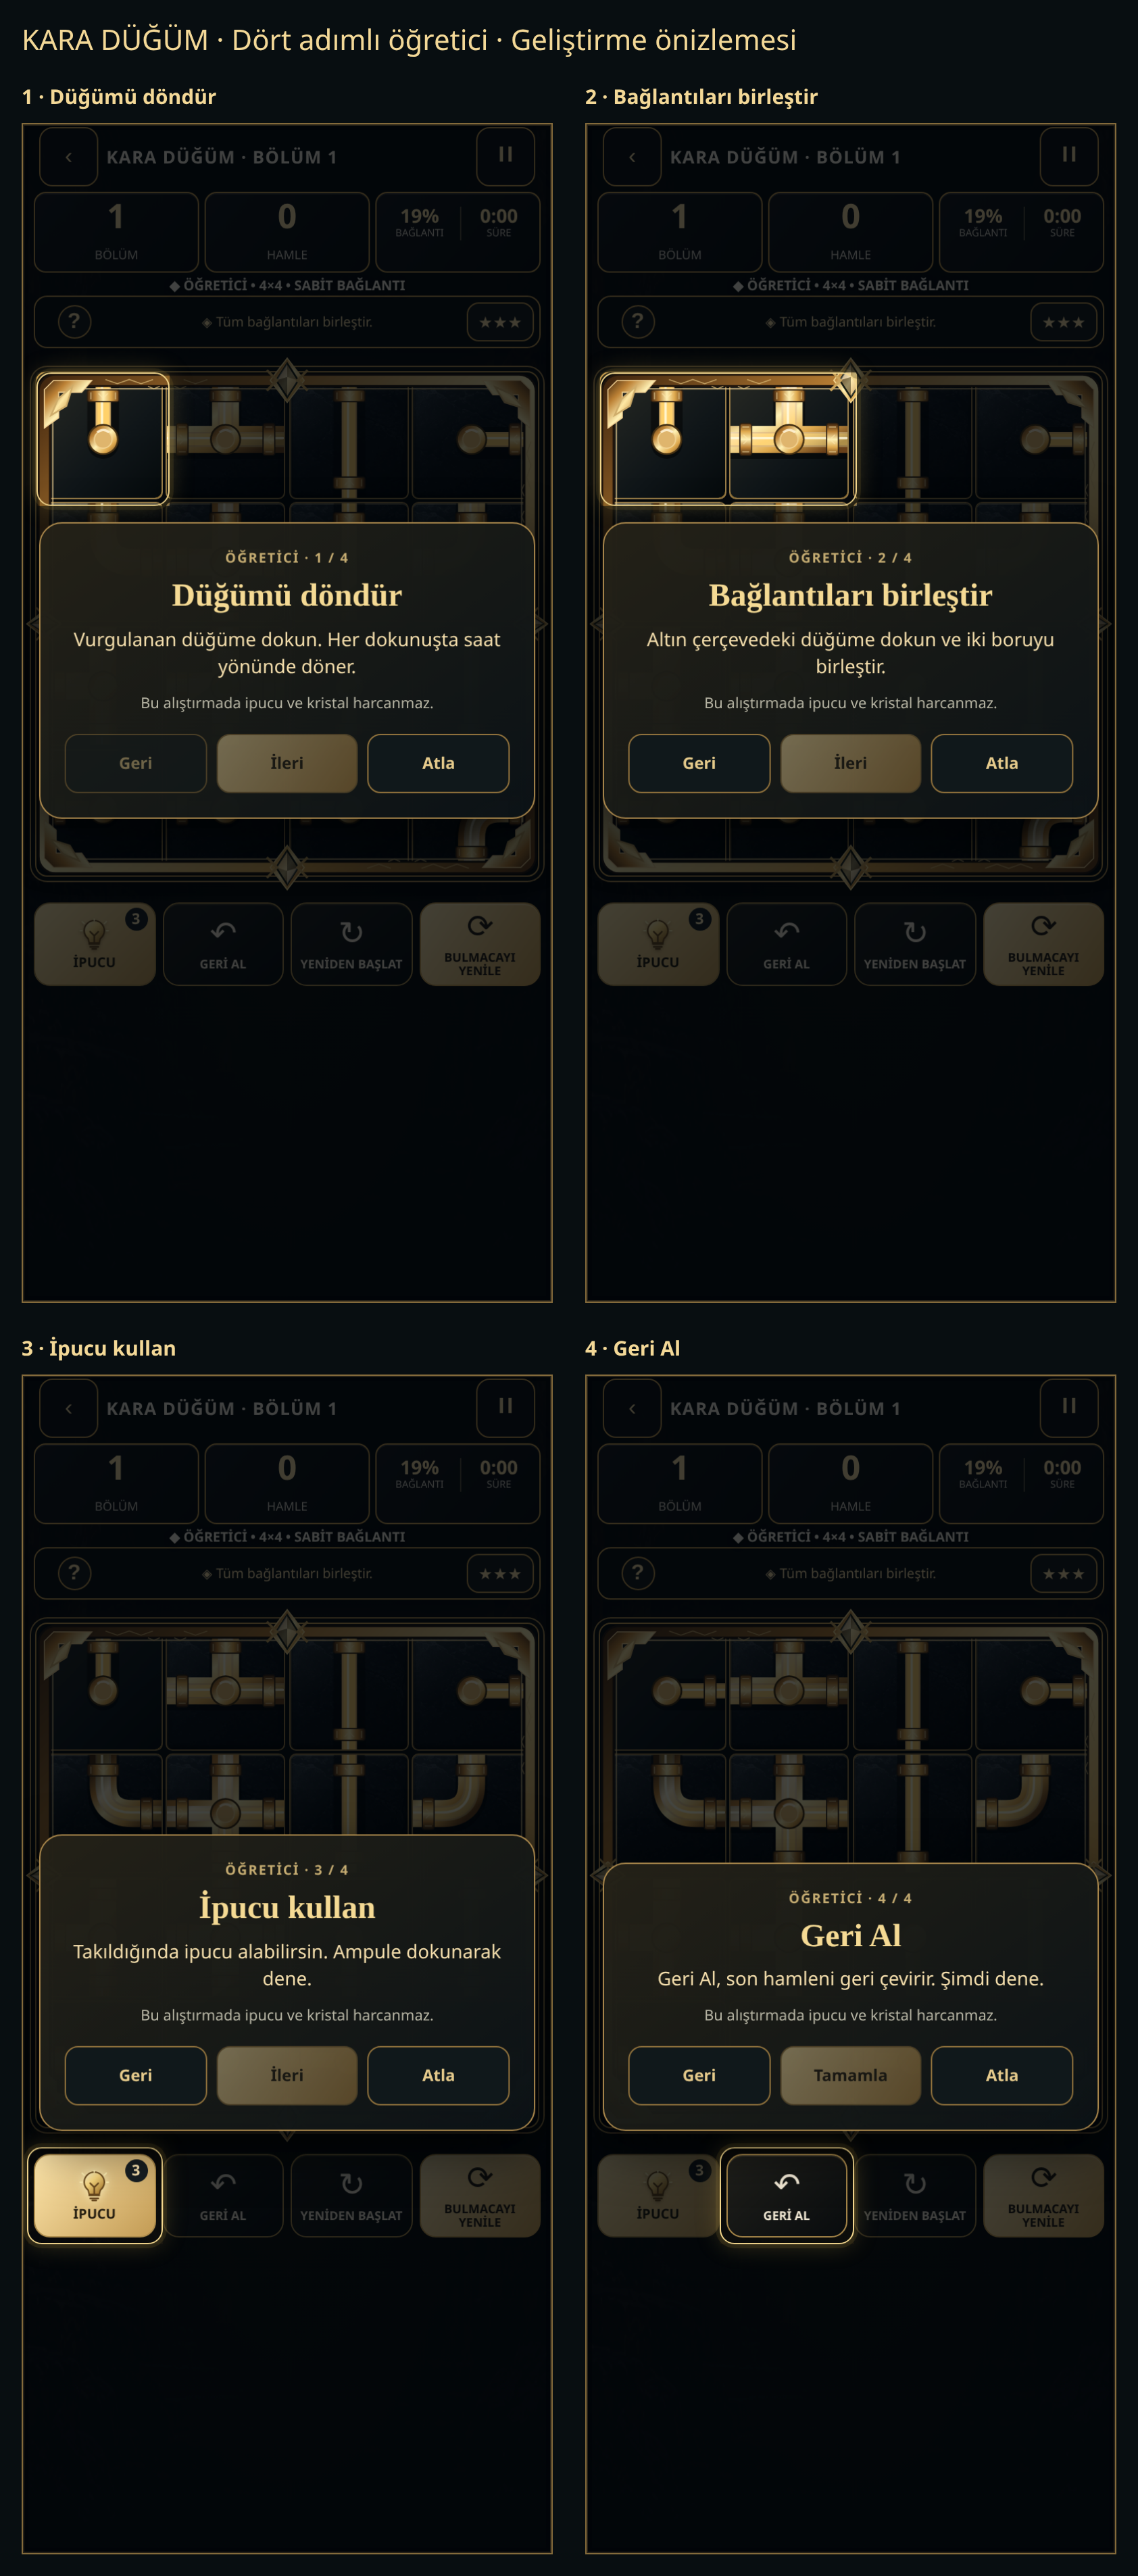 KARA DÜĞÜM · Dört adımlı öğretici · Geliştirme önizlemesi
1 · Düğümü döndür
‹ KARA DÜĞÜM · BÖLÜM 1
1
BÖLÜM
0
HAMLE
19%
BAĞLANTI
0:00
SÜRE
◆ ÖĞRETİCİ • 4×4 • SABİT BAĞLANTI
?
◈ Tüm bağlantıları birleştir.
★★★
ÖĞRETİCİ · 1 / 4
Düğümü döndür
Vurgulanan düğüme dokun. Her dokunuşta saat
yönünde döner.
Bu alıştırmada ipucu ve kristal harcanmaz.
Geri
İleri
Atla
3
İPUCU
↶
GERİ AL
↻
YENİDEN BAŞLAT
⟳
BULMACAYI
YENİLE
2 · Bağlantıları birleştir
‹ KARA DÜĞÜM · BÖLÜM 1
1
BÖLÜM
0
HAMLE
19%
BAĞLANTI
0:00
SÜRE
◆ ÖĞRETİCİ • 4×4 • SABİT BAĞLANTI
?
◈ Tüm bağlantıları birleştir.
★★★
ÖĞRETİCİ · 2 / 4
Bağlantıları birleştir
Altın çerçevedeki düğüme dokun ve iki boruyu
birleştir.
Bu alıştırmada ipucu ve kristal harcanmaz.
Geri
İleri
Atla
3
İPUCU
↶
GERİ AL
↻
YENİDEN BAŞLAT
⟳
BULMACAYI
YENİLE
3 · İpucu kullan
‹ KARA DÜĞÜM · BÖLÜM 1
1
BÖLÜM
0
HAMLE
19%
BAĞLANTI
0:00
SÜRE
◆ ÖĞRETİCİ • 4×4 • SABİT BAĞLANTI
?
◈ Tüm bağlantıları birleştir.
★★★
ÖĞRETİCİ · 3 / 4
İpucu kullan
Takıldığında ipucu alabilirsin. Ampule dokunarak
dene.
Bu alıştırmada ipucu ve kristal harcanmaz.
Geri
İleri
Atla
3
İPUCU
↶
GERİ AL
↻
YENİDEN BAŞLAT
⟳
BULMACAYI
YENİLE
4 · Geri Al
‹ KARA DÜĞÜM · BÖLÜM 1
1
BÖLÜM
0
HAMLE
19%
BAĞLANTI
0:00
SÜRE
◆ ÖĞRETİCİ • 4×4 • SABİT BAĞLANTI
?
◈ Tüm bağlantıları birleştir.
★★★
ÖĞRETİCİ · 4 / 4
Geri Al
Geri Al, son hamleni geri çevirir. Şimdi dene.
Bu alıştırmada ipucu ve kristal harcanmaz.
Geri
Tamamla
Atla
3
İPUCU
↶
GERİ AL
↻
YENİDEN BAŞLAT
⟳
BULMACAYI
YENİLE